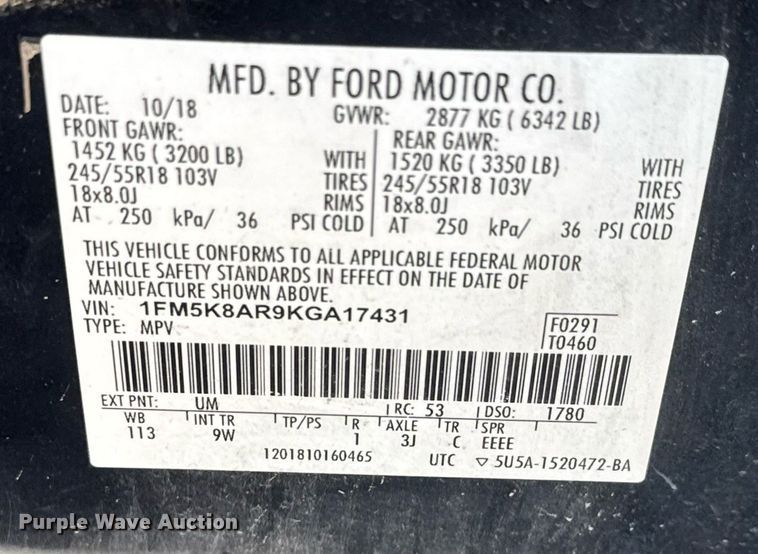 MFD. BY FORD MOTOR CO.
DATE: 10/18 GVWR: 2877 KG ( 6342 LB)
FRONT GAWR: REAR GAWR:
1452 KG ( 3200 LB) WITH 1520 KG ( 3350 LB) WITH
245/55R18 103V TIRES 245/55R18 103V TIRES
18x8.0J RIMS 18x8.0J RIMS
AT 250 kPa/ 36 PSI COLD AT 250 kPa/ 36 PSI COLD
THIS VEHICLE CONFORMS TO ALL APPLICABLE FEDERAL MOTOR
VEHICLE SAFETY STANDARDS IN EFFECT ON THE DATE OF
MANUFACTURE SHOWN ABOVE.
VIN: 1FM5K8AR9KGA17431 F0291
TYPE: MPV T0460
EXT PNT: UM RC: 53 DSO: 1780
WB INT TR TP/PS R AXLE TR SPR
113 9W 1 3J C EEEE
1201810160465 UTC ▽ 5U5A-1520472-BA
Purple Wave Auction